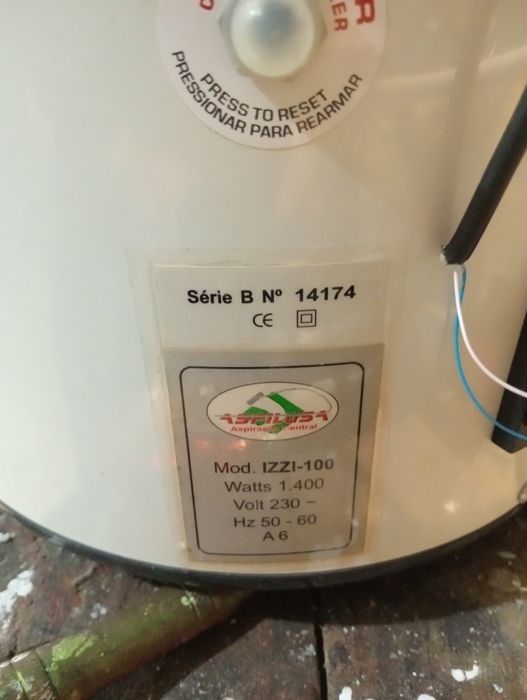 PRESS TO RESET
PRESSIONAR PARA REARMAR
Série B Nº 14174
CE
ASPILUSA
Aspiração Central
Mod. IZZI-100
Watts 1.400
Volt 230 ~
Hz 50 - 60
A 6